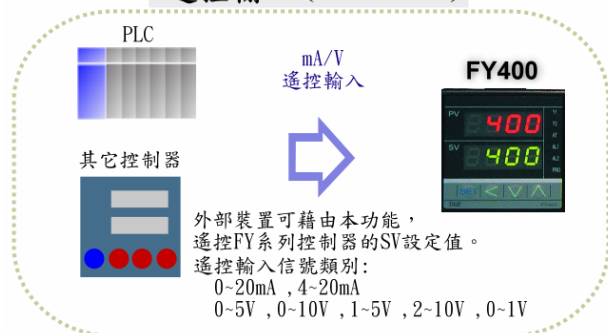 PLC
mA/V
遙控輸入
FY400
PV
400
SV
400
SET
其它控制器
外部裝置可藉由本功能，
遙控FY系列控制器的SV設定值。
遙控輸入信號類別:
0~20mA ,4~20mA
0~5V ,0~10V ,1~5V ,2~10V ,0~1V